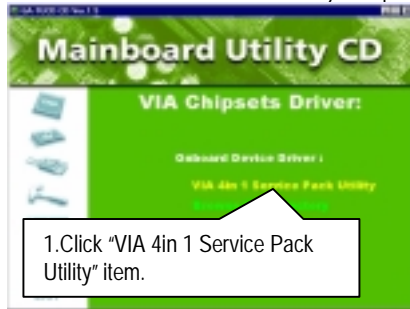 Mainboard Utility CD
VIA Chipsets Driver:
Onboard Device Driver :
VIA 4in 1 Service Pack Utility
1.Click “VIA 4in 1 Service Pack
Utility” item.